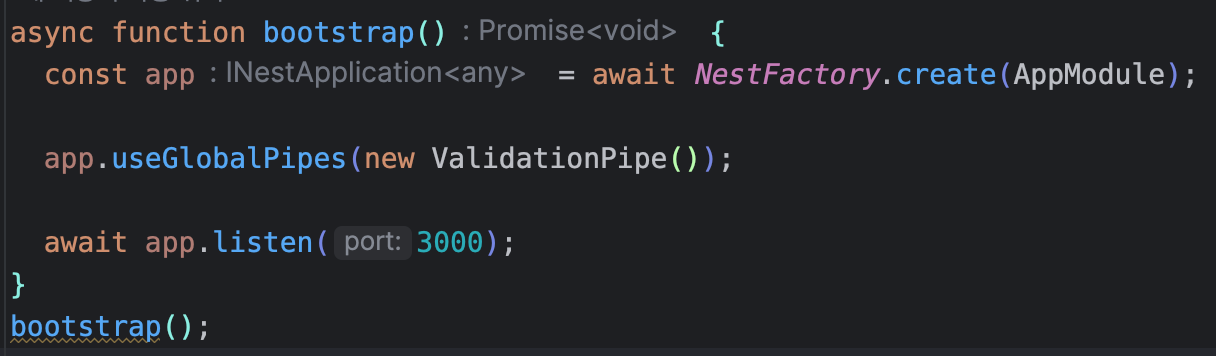 async function bootstrap() : Promise<void> {
const app : INestApplication<any> = await NestFactory.create(AppModule);
app.useGlobalPipes(new ValidationPipe());
await app.listen( port: 3000);
}
bootstrap();